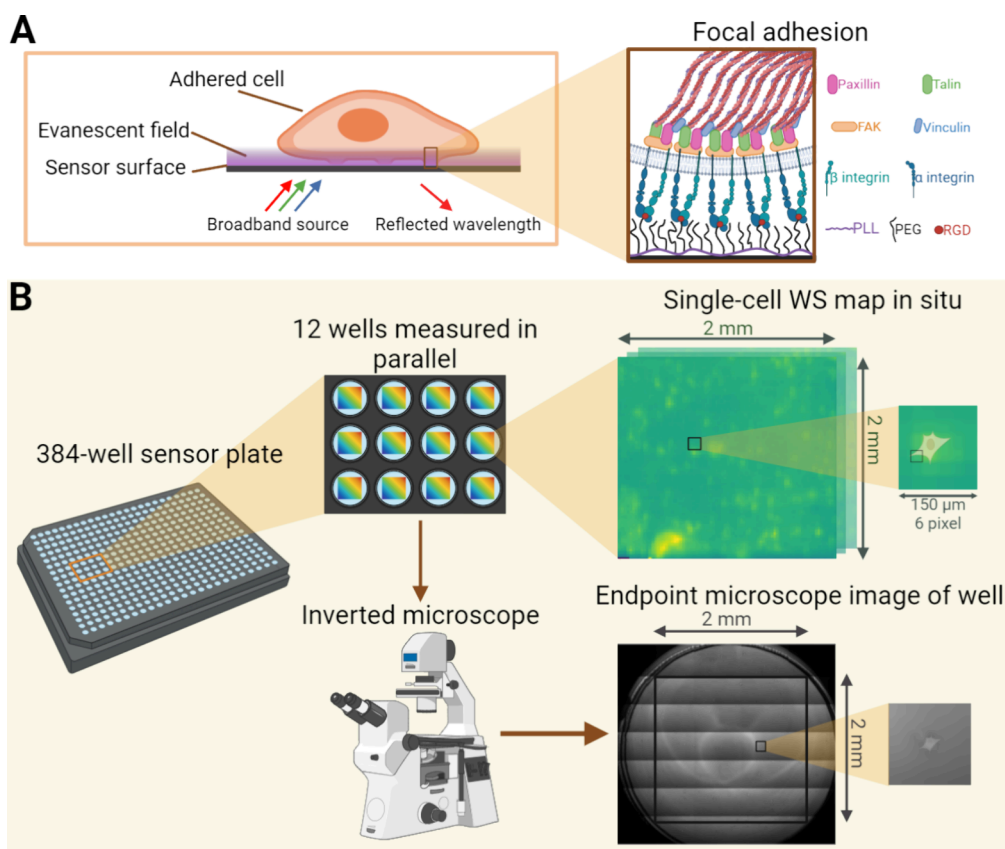 A
Focal adhesion
Adhered cell
Evanescent field
Sensor surface
Broadband source
Reflected wavelength
Paxillin
Talin
FAK
Vinculin
β integrin
α integrin
PLL
PEG
RGD
B
Single-cell WS map in situ
12 wells measured in
parallel
2 mm
2 mm
384-well sensor plate
150 μm
6 pixel
Inverted microscope
Endpoint microscope image of well
2 mm
2 mm